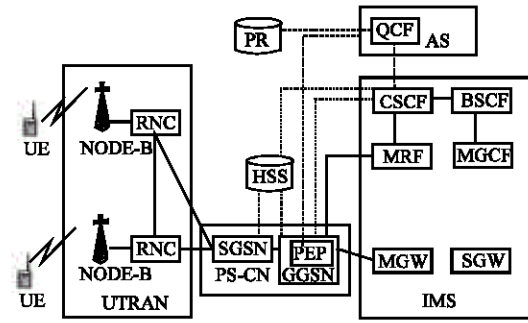 QCF
AS
PR
CSCF
BSCF
RNC
UE
NODE-B
HSS
MRF
MGCF
RNC
SGSN
PEP
MGW
SGW
NODE-B
PS-CN
GGSN
UE
UTRAN
IMS